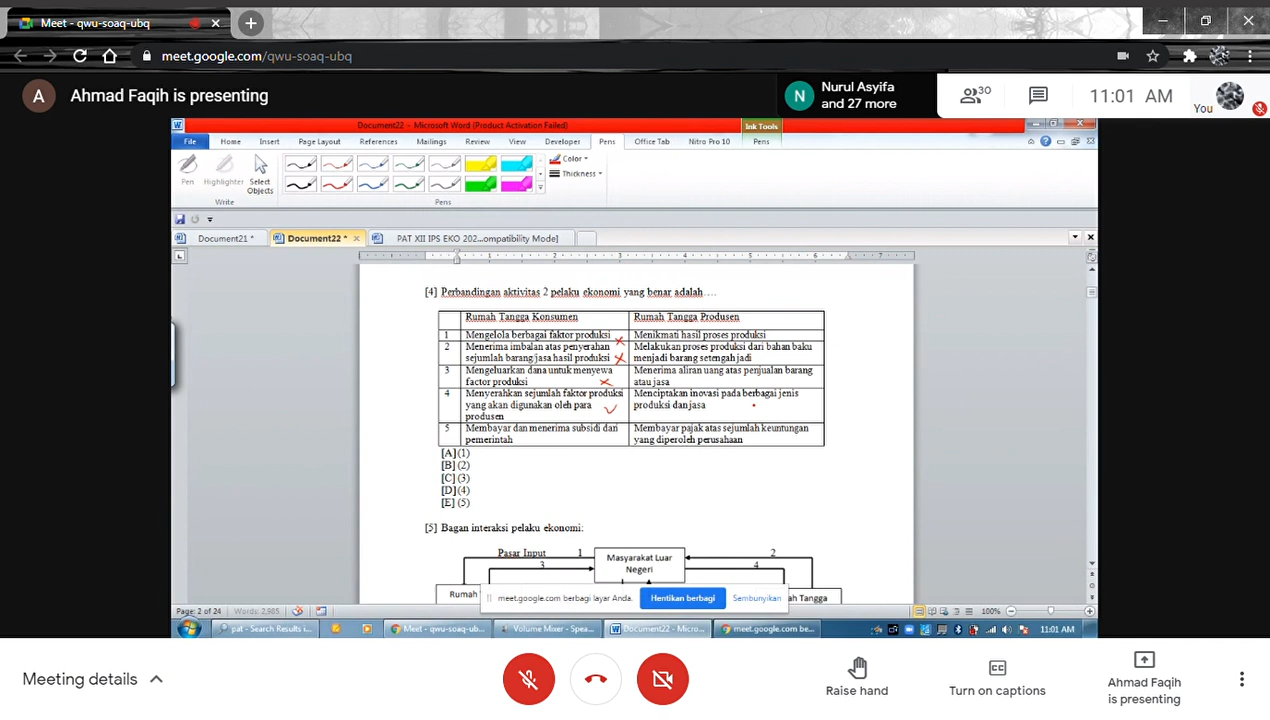 Meet - qwu-soaq-ubq
meet.google.com/qwu-soaq-ubq
A Ahmad Faqih is presenting
N Nurul Asyifa
and 27 more
30
11:01 AM
You
Document22 - Microsoft Word (Product Activation Failed)
Ink Tools
File Home Insert Page Layout References Mailings Review View Developer Pens Office Tab Nitro Pro 10 Pens
Pen Highlighter Select Objects
Color
Thickness
Write Pens
Document21 * Document22 * PAT XII IPS EKO 202...ompatibility Mode]
1 1 2 3 4 5 6 7
[4] Perbandingan aktivitas 2 pelaku ekonomi yang benar adalah....
Rumah Tangga Konsumen Rumah Tangga Produsen
1 Mengelola berbagai faktor produksi Menikmati hasil proses produksi
2 Menerima imbalan atas penyerahan Melakukan proses produksi dari bahan baku
sejumlah barang/jasa hasil produksi menjadi barang setengah jadi
3 Mengeluarkan dana untuk menyewa Menerima aliran uang atas penjualan barang
factor produksi atau jasa
4 Menyerahkan sejumlah faktor produksi Menciptakan inovasi pada berbagai jenis
yang akan digunakan oleh para produksi dan jasa
produsen
5 Membayar dan menerima subsidi dari Membayar pajak atas sejumlah keuntungan
pemerintah yang diperoleh perusahaan
[A] (1)
[B] (2)
[C] (3)
[D] (4)
[E] (5)
[5] Bagan interaksi pelaku ekonomi:
Pasar Input 1 Masyarakat Luar 2
3 Negeri 4
Rumah
ah Tangga
meet.google.com berbagi layar Anda. Hentikan berbagi Sembunyikan
Page: 2 of 24 Words: 2,985 100%
pat - Search Results i... Meet - qwu-soaq-ub... Volume Mixer - Spea... Document22 - Micro... meet.google.com be... 11:01 AM
Meeting details
Raise hand
Turn on captions
Ahmad Faqih
is presenting